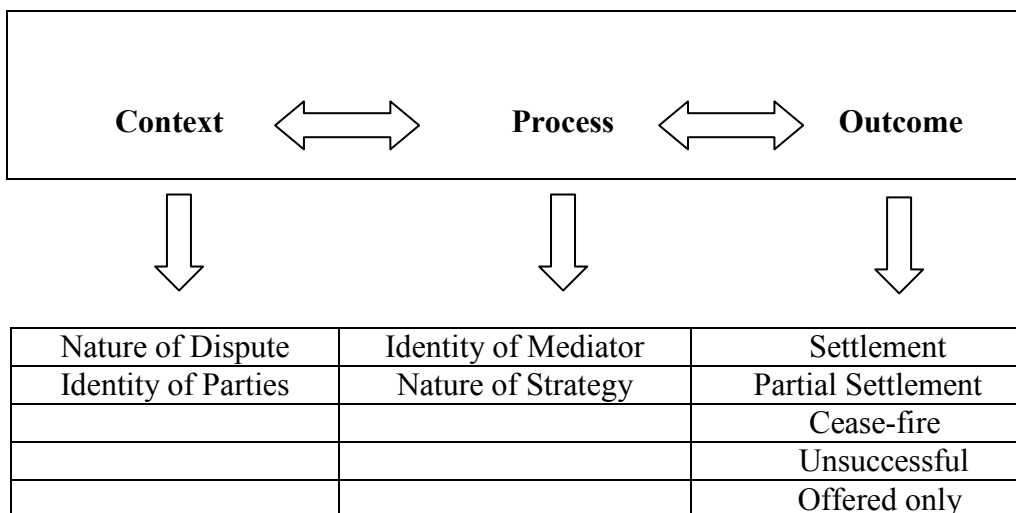 Context Process Outcome
Nature of Dispute Identity of Mediator Settlement
Identity of Parties Nature of Strategy Partial Settlement
Cease-fire
Unsuccessful
Offered only